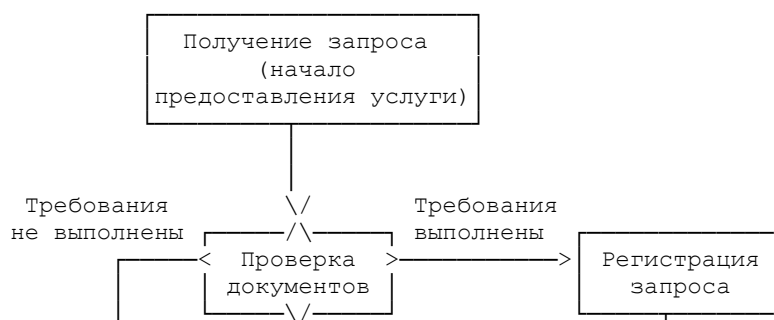 Получение запроса
(начало
предоставления услуги)
Требования
не выполнены
Требования
выполнены
Проверка
документов
Регистрация
запроса